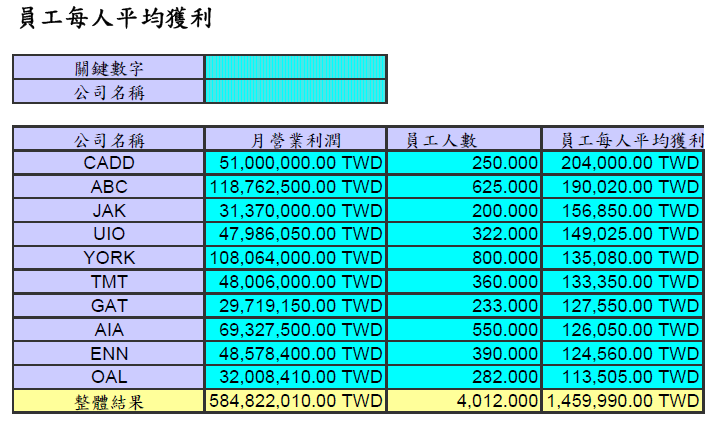 員工每人平均獲利
關鍵數字
公司名稱
公司名稱 月營業利潤 員工人數 員工每人平均獲利
CADD 51,000,000.00 TWD 250.000 204,000.00 TWD
ABC 118,762,500.00 TWD 625.000 190,020.00 TWD
JAK 31,370,000.00 TWD 200.000 156,850.00 TWD
UIO 47,986,050.00 TWD 322.000 149,025.00 TWD
YORK 108,064,000.00 TWD 800.000 135,080.00 TWD
TMT 48,006,000.00 TWD 360.000 133,350.00 TWD
GAT 29,719,150.00 TWD 233.000 127,550.00 TWD
AIA 69,327,500.00 TWD 550.000 126,050.00 TWD
ENN 48,578,400.00 TWD 390.000 124,560.00 TWD
OAL 32,008,410.00 TWD 282.000 113,505.00 TWD
整體結果 584,822,010.00 TWD 4,012.000 1,459,990.00 TWD